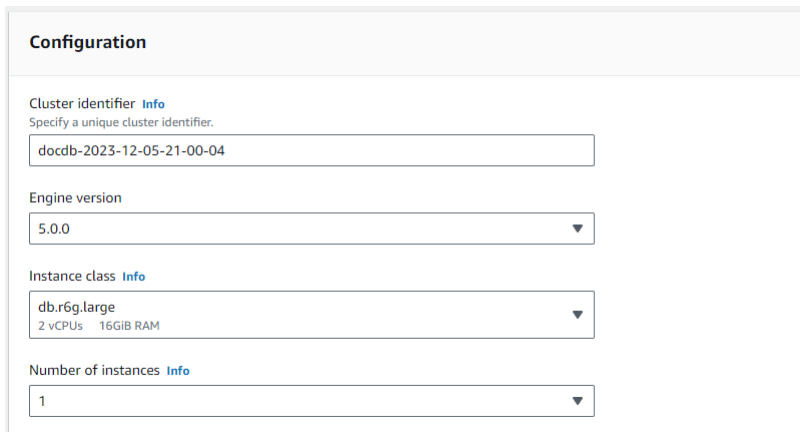 Configuration
Cluster identifier Info
Specify a unique cluster identifier.
docdb-2023-12-05-21-00-04
Engine version
5.0.0
Instance class Info
db.r6g.large
2 vCPUs 16GiB RAM
Number of instances Info
1